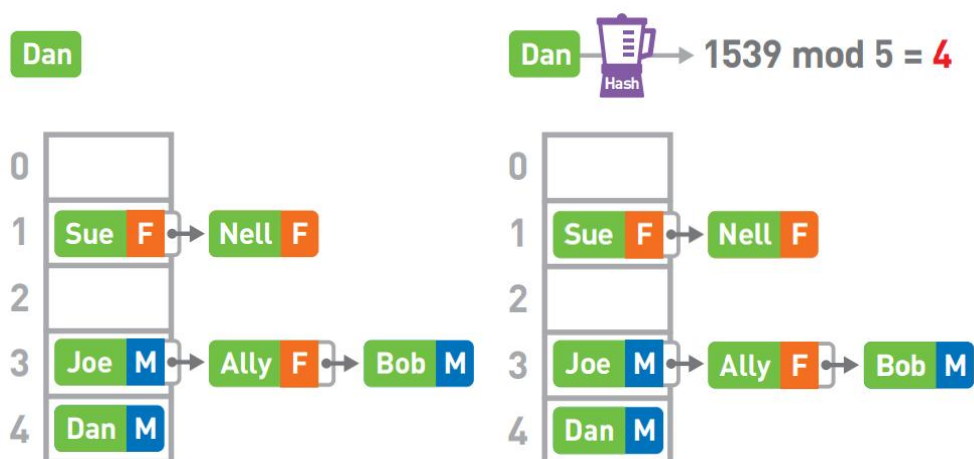 Dan
0
1 Sue F Nell F
2
3 Joe M Ally F Bob M
4 Dan M
Dan Hash 1539 mod 5 = 4
0
1 Sue F Nell F
2
3 Joe M Ally F Bob M
4 Dan M